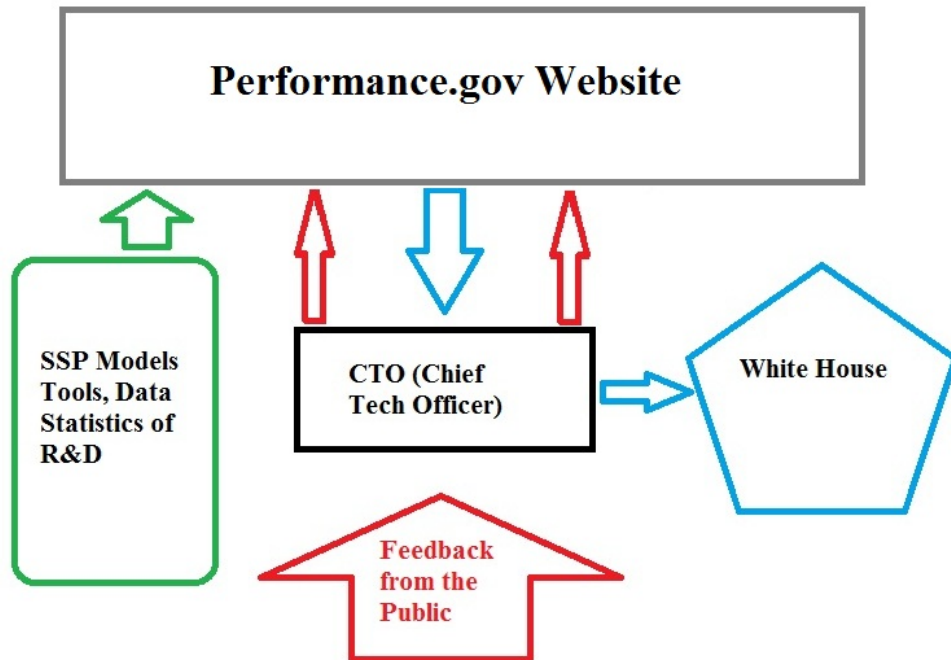 Performance.gov Website
SSP Models
Tools, Data
Statistics of
R&D
CTO (Chief
Tech Officer)
White House
Feedback
from the
Public